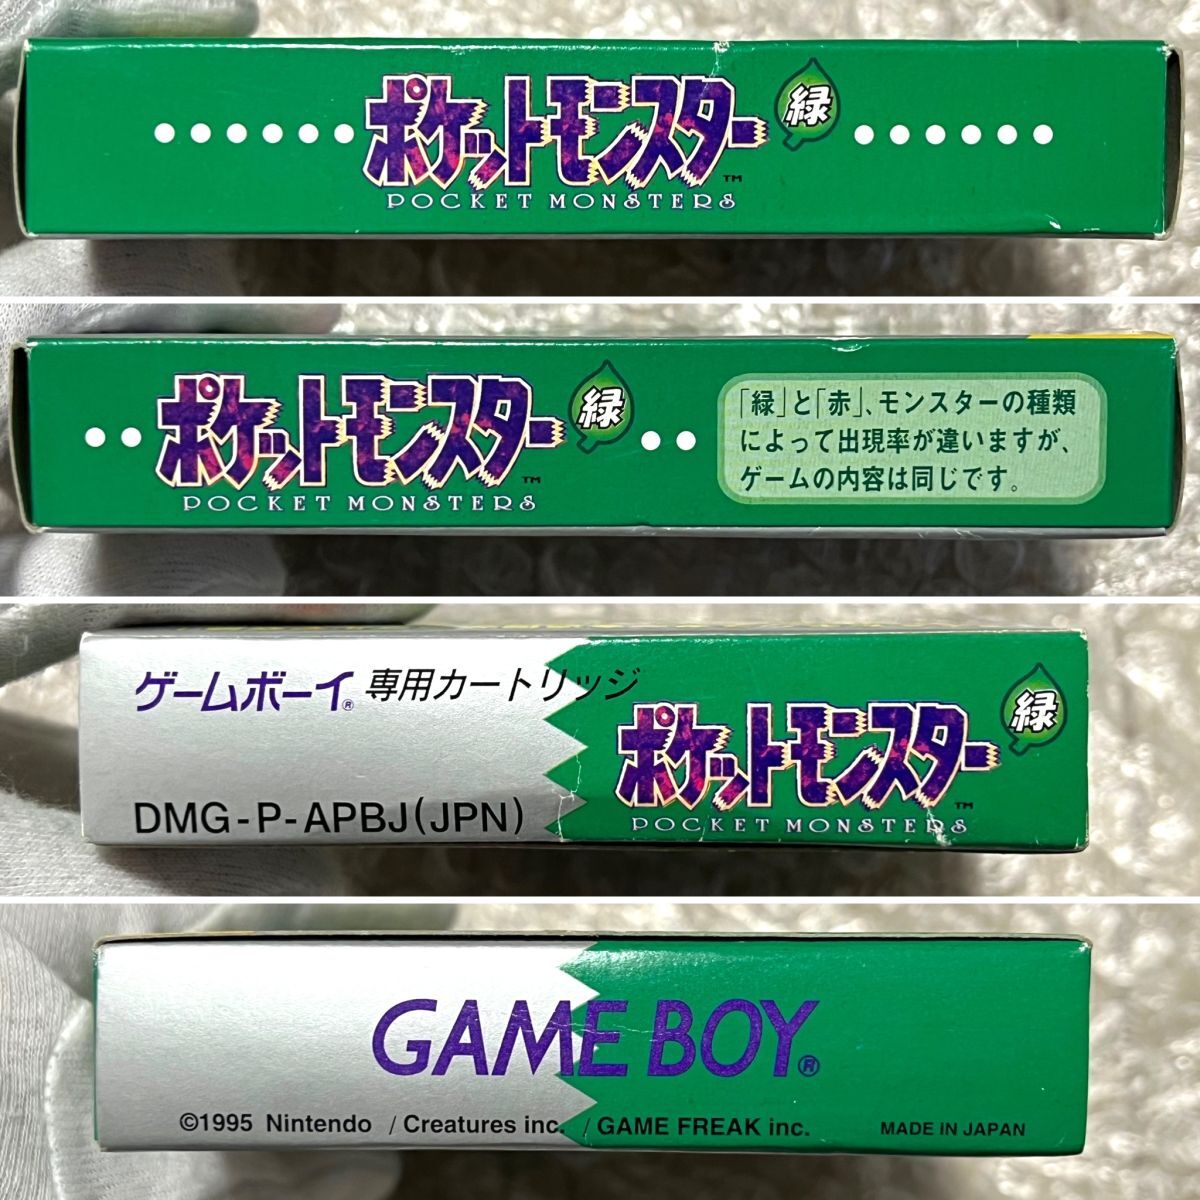 ポケットモンスター 緑
TM
POCKET MONSTERS
ポケットモンスター 緑
TM
POCKET MONSTERS
「緑」と「赤」、モンスターの種類
によって出現率が違いますが、
ゲームの内容は同じです。
ゲームボーイ® 専用カートリッジ
DMG-P-APBJ(JPN)
ポケットモンスター 緑
TM
POCKET MONSTERS
GAME BOY®
©1995 Nintendo /Creatures inc. /GAME FREAK inc.
MADE IN JAPAN